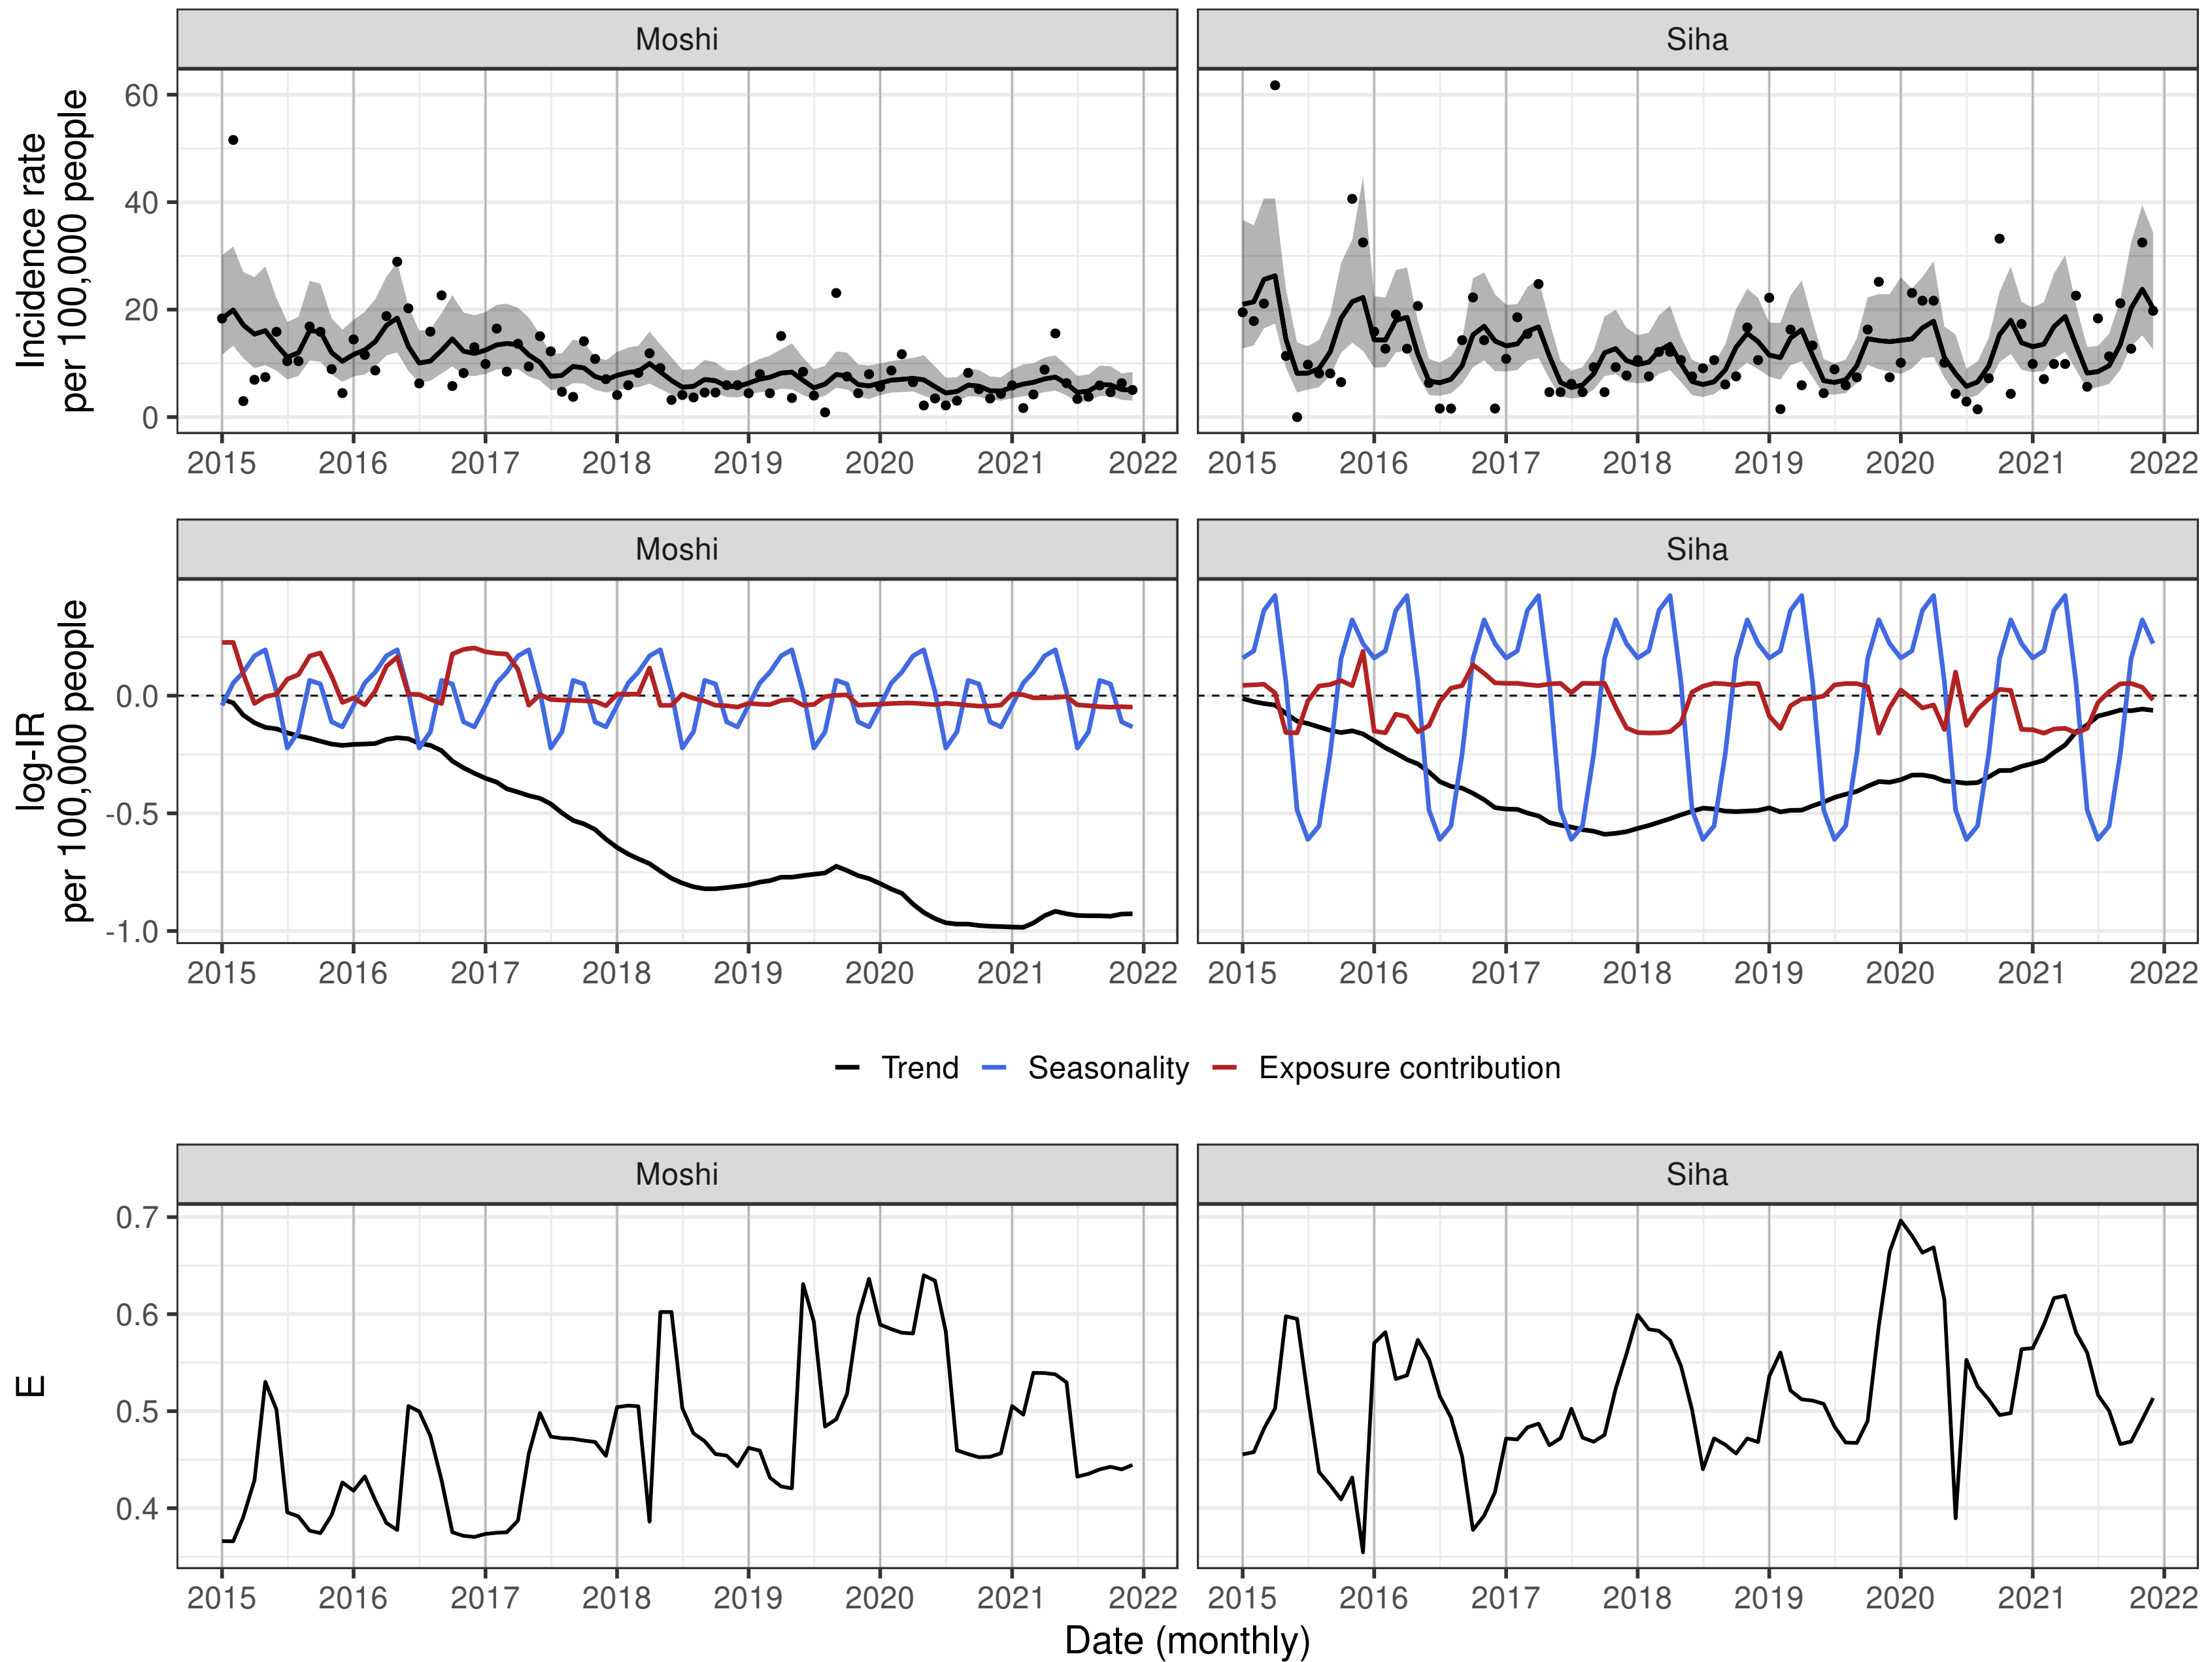 Moshi Siha
Incidence rate
per 100,000 people
60
40
20
0
2015 2016 2017 2018 2019 2020 2021 2022 2015 2016 2017 2018 2019 2020 2021 2022
Moshi Siha
log-IR
per 100,000 people
0.0
-0.5
-1.0
2015 2016 2017 2018 2019 2020 2021 2022 2015 2016 2017 2018 2019 2020 2021 2022
Trend Seasonality Exposure contribution
Moshi Siha
E
0.7
0.6
0.5
0.4
2015 2016 2017 2018 2019 2020 2021 2022 2015 2016 2017 2018 2019 2020 2021 2022
Date (monthly)